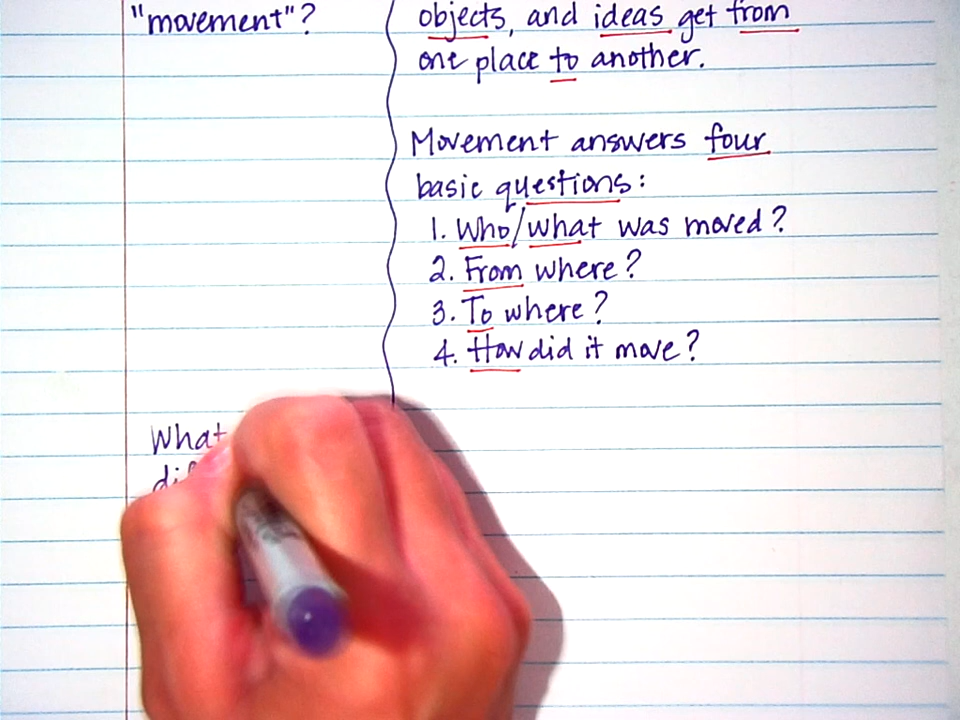 "movement"?
objects, and ideas get from
one place to another.
Movement answers four
basic questions:
1. Who/what was moved?
2. From where?
3. To where?
4. How did it move?
What